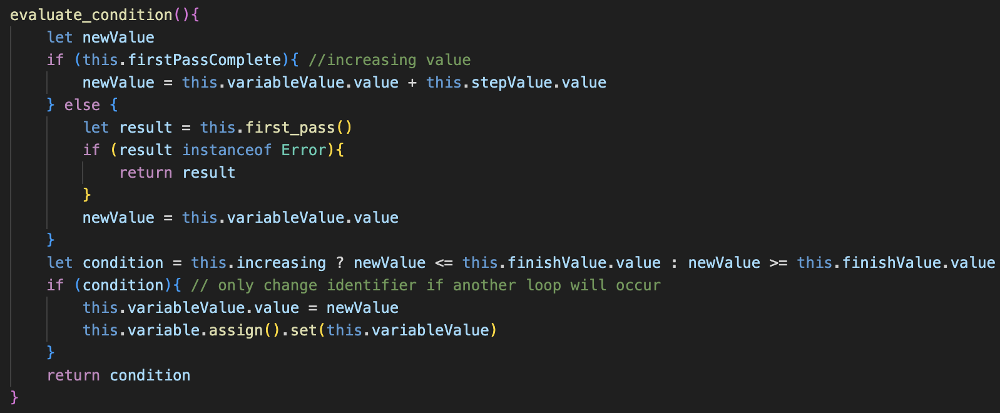 evaluate_condition(){
    let newValue
    if (this.firstPassComplete){ //increasing value
        newValue = this.variableValue.value + this.stepValue.value
    } else {
        let result = this.first_pass()
        if (result instanceof Error){
            return result
        }
        newValue = this.variableValue.value
    }
    let condition = this.increasing ? newValue <= this.finishValue.value : newValue >= this.finishValue.value
    if (condition){ // only change identifier if another loop will occur
        this.variableValue.value = newValue
        this.variable.assign().set(this.variableValue)
    }
    return condition
}